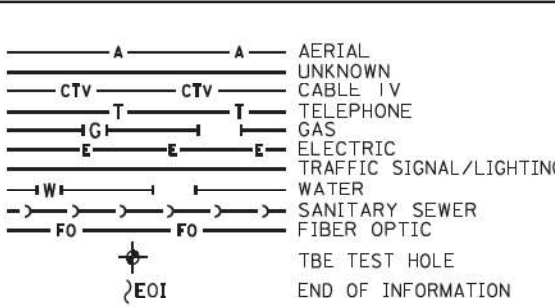 A A AERIAL
UNKNOWN
CTV CTV CABLE TV
T T TELEPHONE
G GAS
E E E ELECTRIC
TRAFFIC SIGNAL/LIGHTING
W WATER
SANITARY SEWER
FO FO FIBER OPTIC
TBE TEST HOLE
EOI END OF INFORMATION